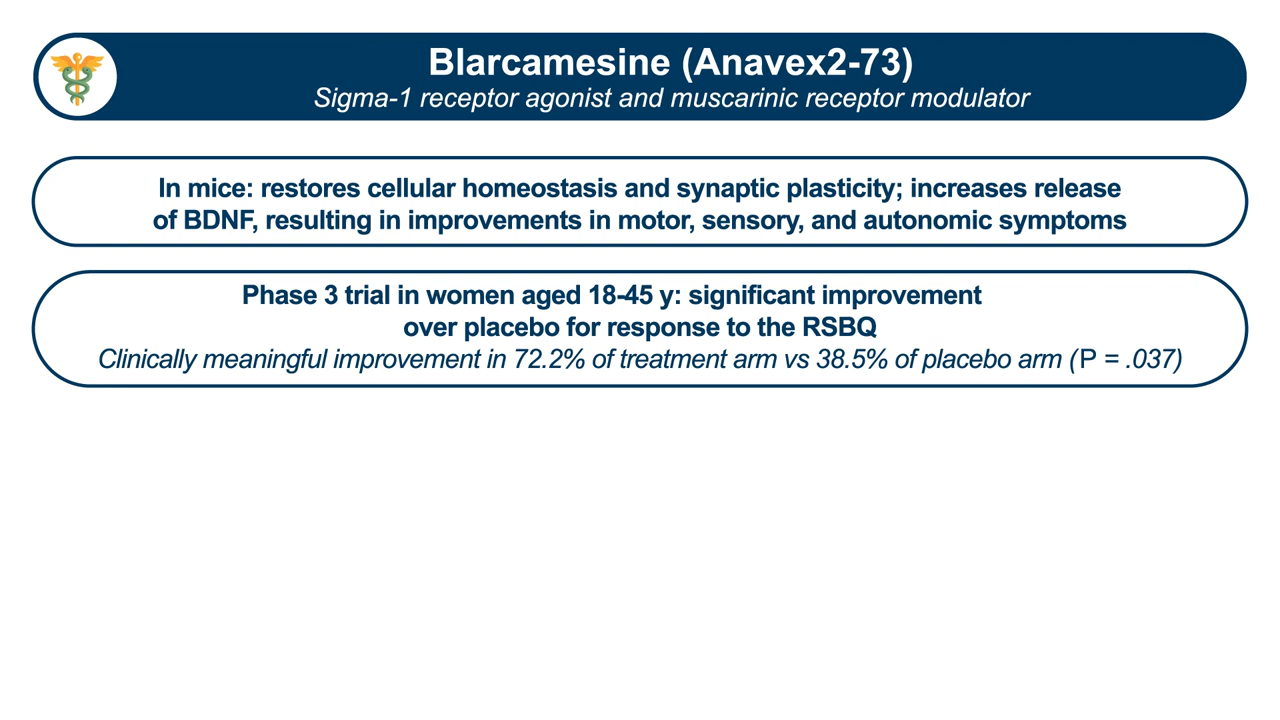 Blarcamesine (Anavex2-73)
Sigma-1 receptor agonist and muscarinic receptor modulator
In mice: restores cellular homeostasis and synaptic plasticity; increases release
of BDNF, resulting in improvements in motor, sensory, and autonomic symptoms
Phase 3 trial in women aged 18-45 y: significant improvement
over placebo for response to the RSBQ
Clinically meaningful improvement in 72.2% of treatment arm vs 38.5% of placebo arm (P = .037)